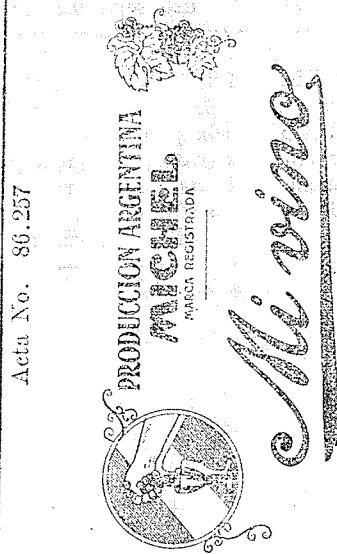 Acta No. 86.257
PRODUCCION ARGENTINA
MICHEL
MARCA REGISTRADA
Mi vino